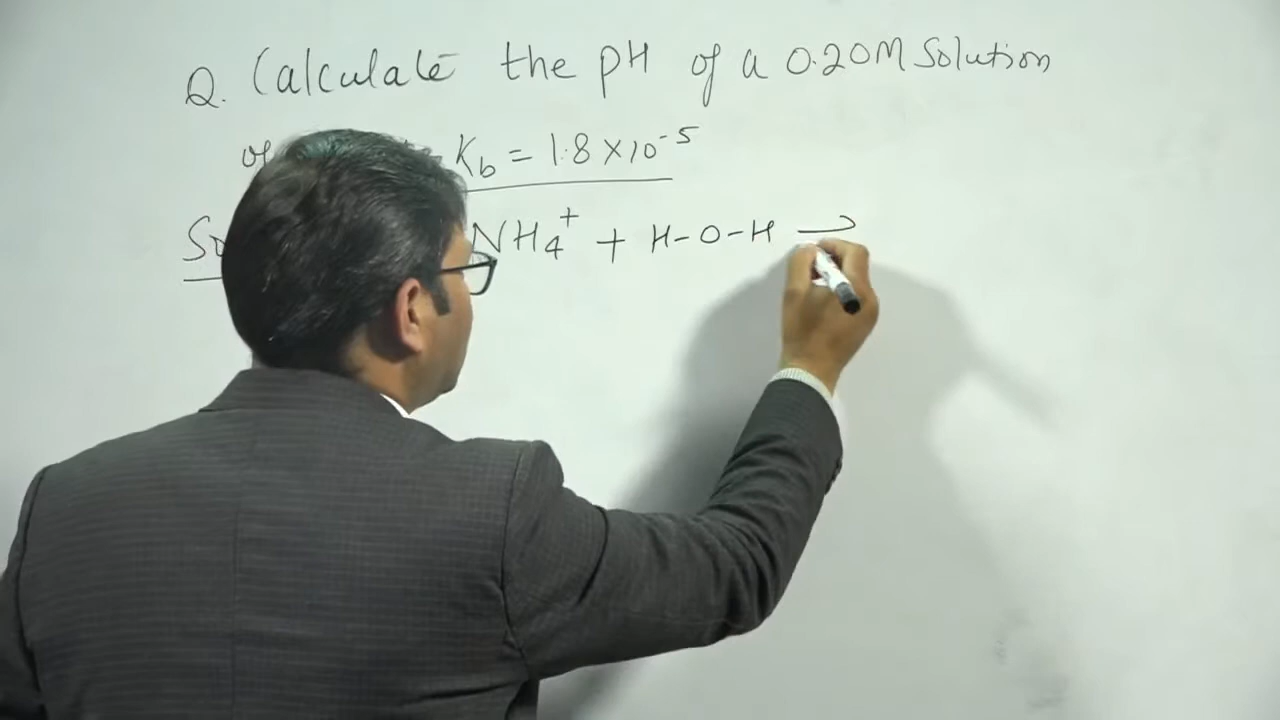 Q. Calculate the pH of a 0.20M Solution
of Kb = 1.8×10⁻⁵
NH4⁺ + H-O-H ⇀